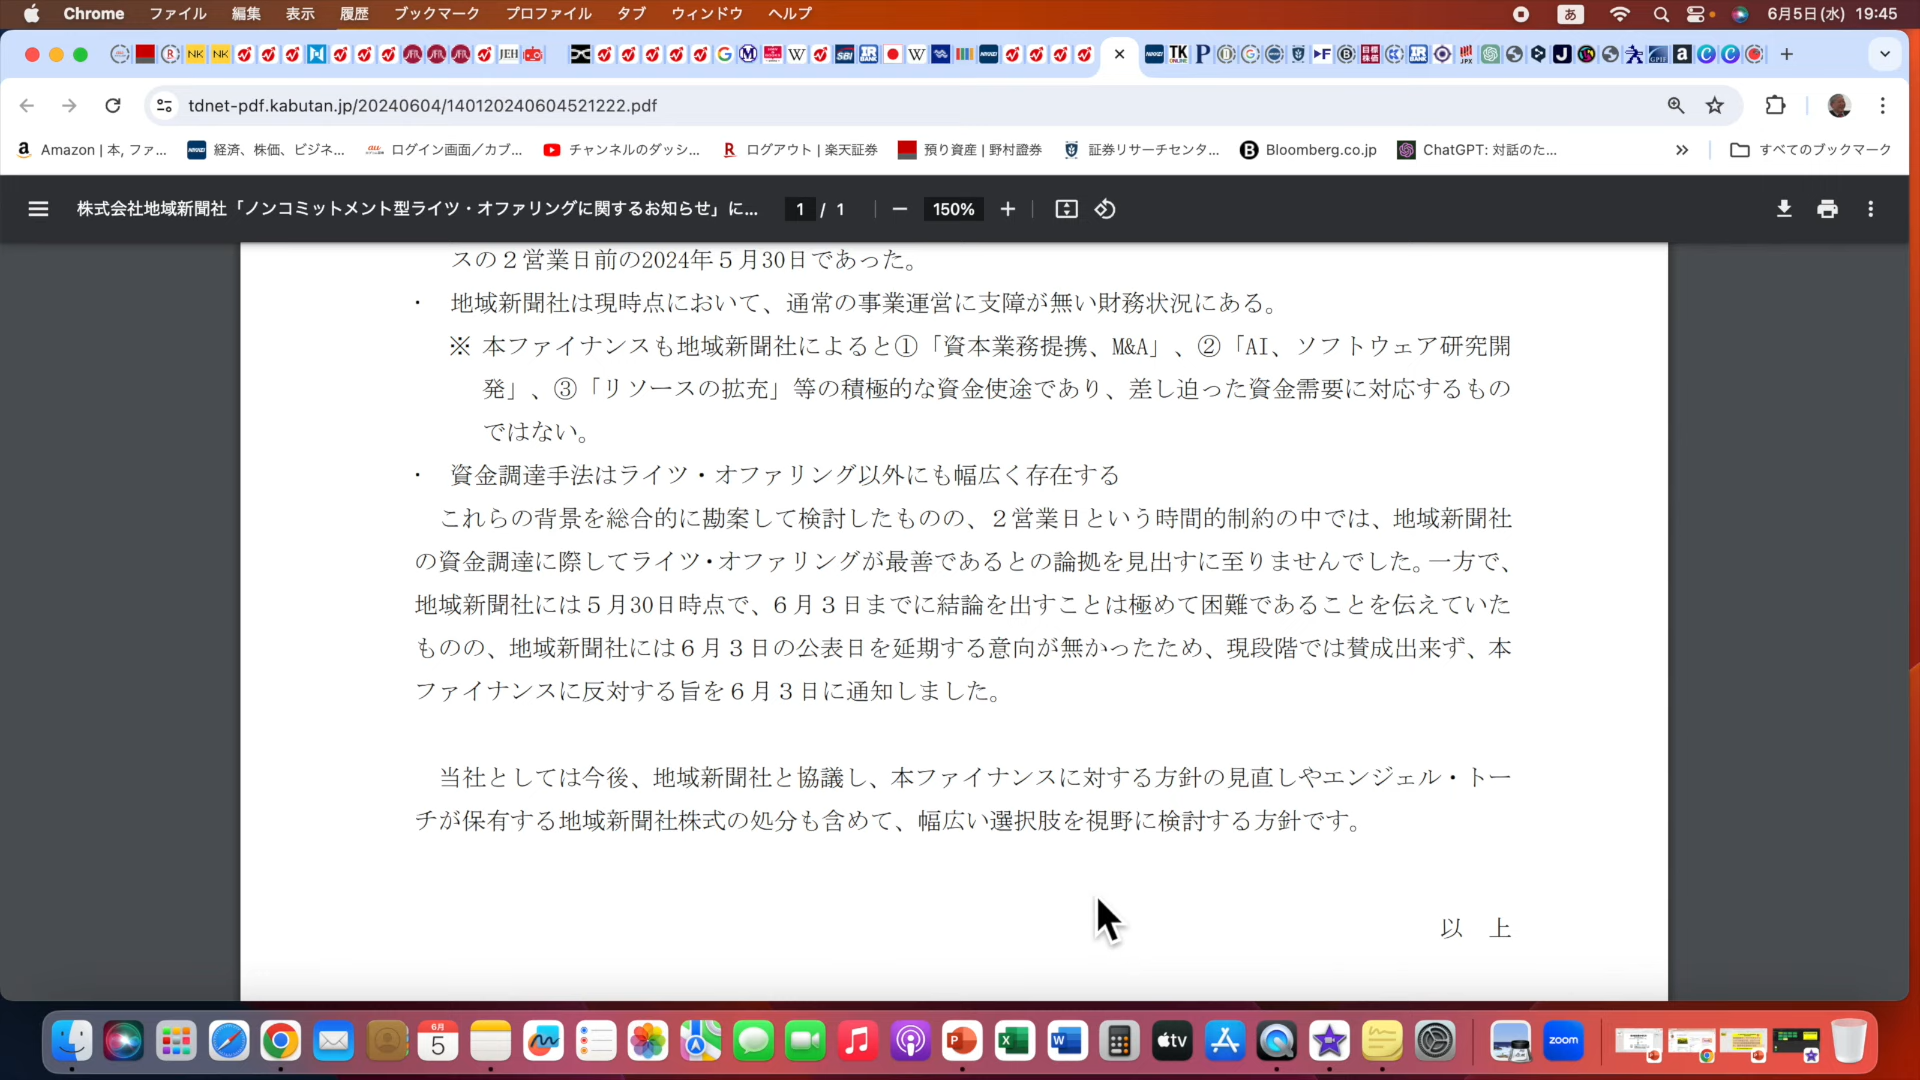 Chrome ファイル 編集 表示 履歴 ブックマーク プロファイル タブ ウィンドウ ヘルプ あ 6月5日(水) 19:45
tdnet-pdf.kabutan.jp/20240604/140120240604521222.pdf
Amazon | 本, ファ... 経済、株価、ビジネ... ログイン画面／カブ... チャンネルのダッシ... ログアウト | 楽天証券 預り資産 | 野村證券 証券リサーチセンタ... Bloomberg.co.jp ChatGPT: 対話のた... » すべてのブックマーク
株式会社地域新聞社「ノンコミットメント型ライツ・オファリングに関するお知らせ」に... 1 / 1 150%
スの２営業日前の2024年５月30日であった。
・ 地域新聞社は現時点において、通常の事業運営に支障が無い財務状況にある。
※ 本ファイナンスも地域新聞社によると①「資本業務提携、M&A」、②「AI、ソフトウェア研究開
発」、③「リソースの拡充」等の積極的な資金使途であり、差し迫った資金需要に対応するもの
ではない。
・ 資金調達手法はライツ・オファリング以外にも幅広く存在する
これらの背景を総合的に勘案して検討したものの、２営業日という時間的制約の中では、地域新聞社
の資金調達に際してライツ・オファリングが最善であるとの論拠を見出すに至りませんでした。一方で、
地域新聞社には５月30日時点で、６月３日までに結論を出すことは極めて困難であることを伝えていた
ものの、地域新聞社には６月３日の公表日を延期する意向が無かったため、現段階では賛成出来ず、本
ファイナンスに反対する旨を６月３日に通知しました。
当社としては今後、地域新聞社と協議し、本ファイナンスに対する方針の見直しやエンジェル・トー
チが保有する地域新聞社株式の処分も含めて、幅広い選択肢を視野に検討する方針です。
以 上
6月
5
tv
zoom